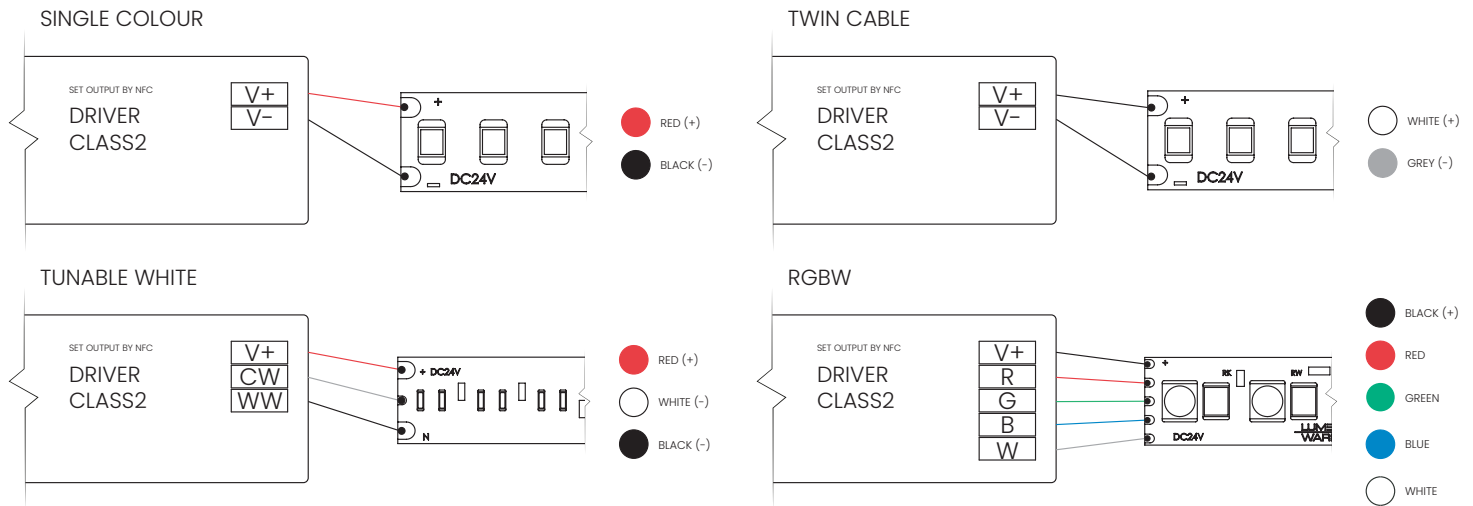 SINGLE COLOUR
SET OUTPUT BY NFC
DRIVER
CLASS2
V+
V-
+
DC24V
RED (+)
BLACK (-)
TWIN CABLE
SET OUTPUT BY NFC
DRIVER
CLASS2
V+
V-
+
DC24V
WHITE (+)
GREY (-)
TUNABLE WHITE
SET OUTPUT BY NFC
DRIVER
CLASS2
V+
CW
WW
+ DC24V
N
RED (+)
WHITE (-)
BLACK (-)
RGBW
SET OUTPUT BY NFC
DRIVER
CLASS2
V+
R
G
B
W
+
RK
RW
DC24V
BLACK (+)
RED
GREEN
BLUE
WHITE